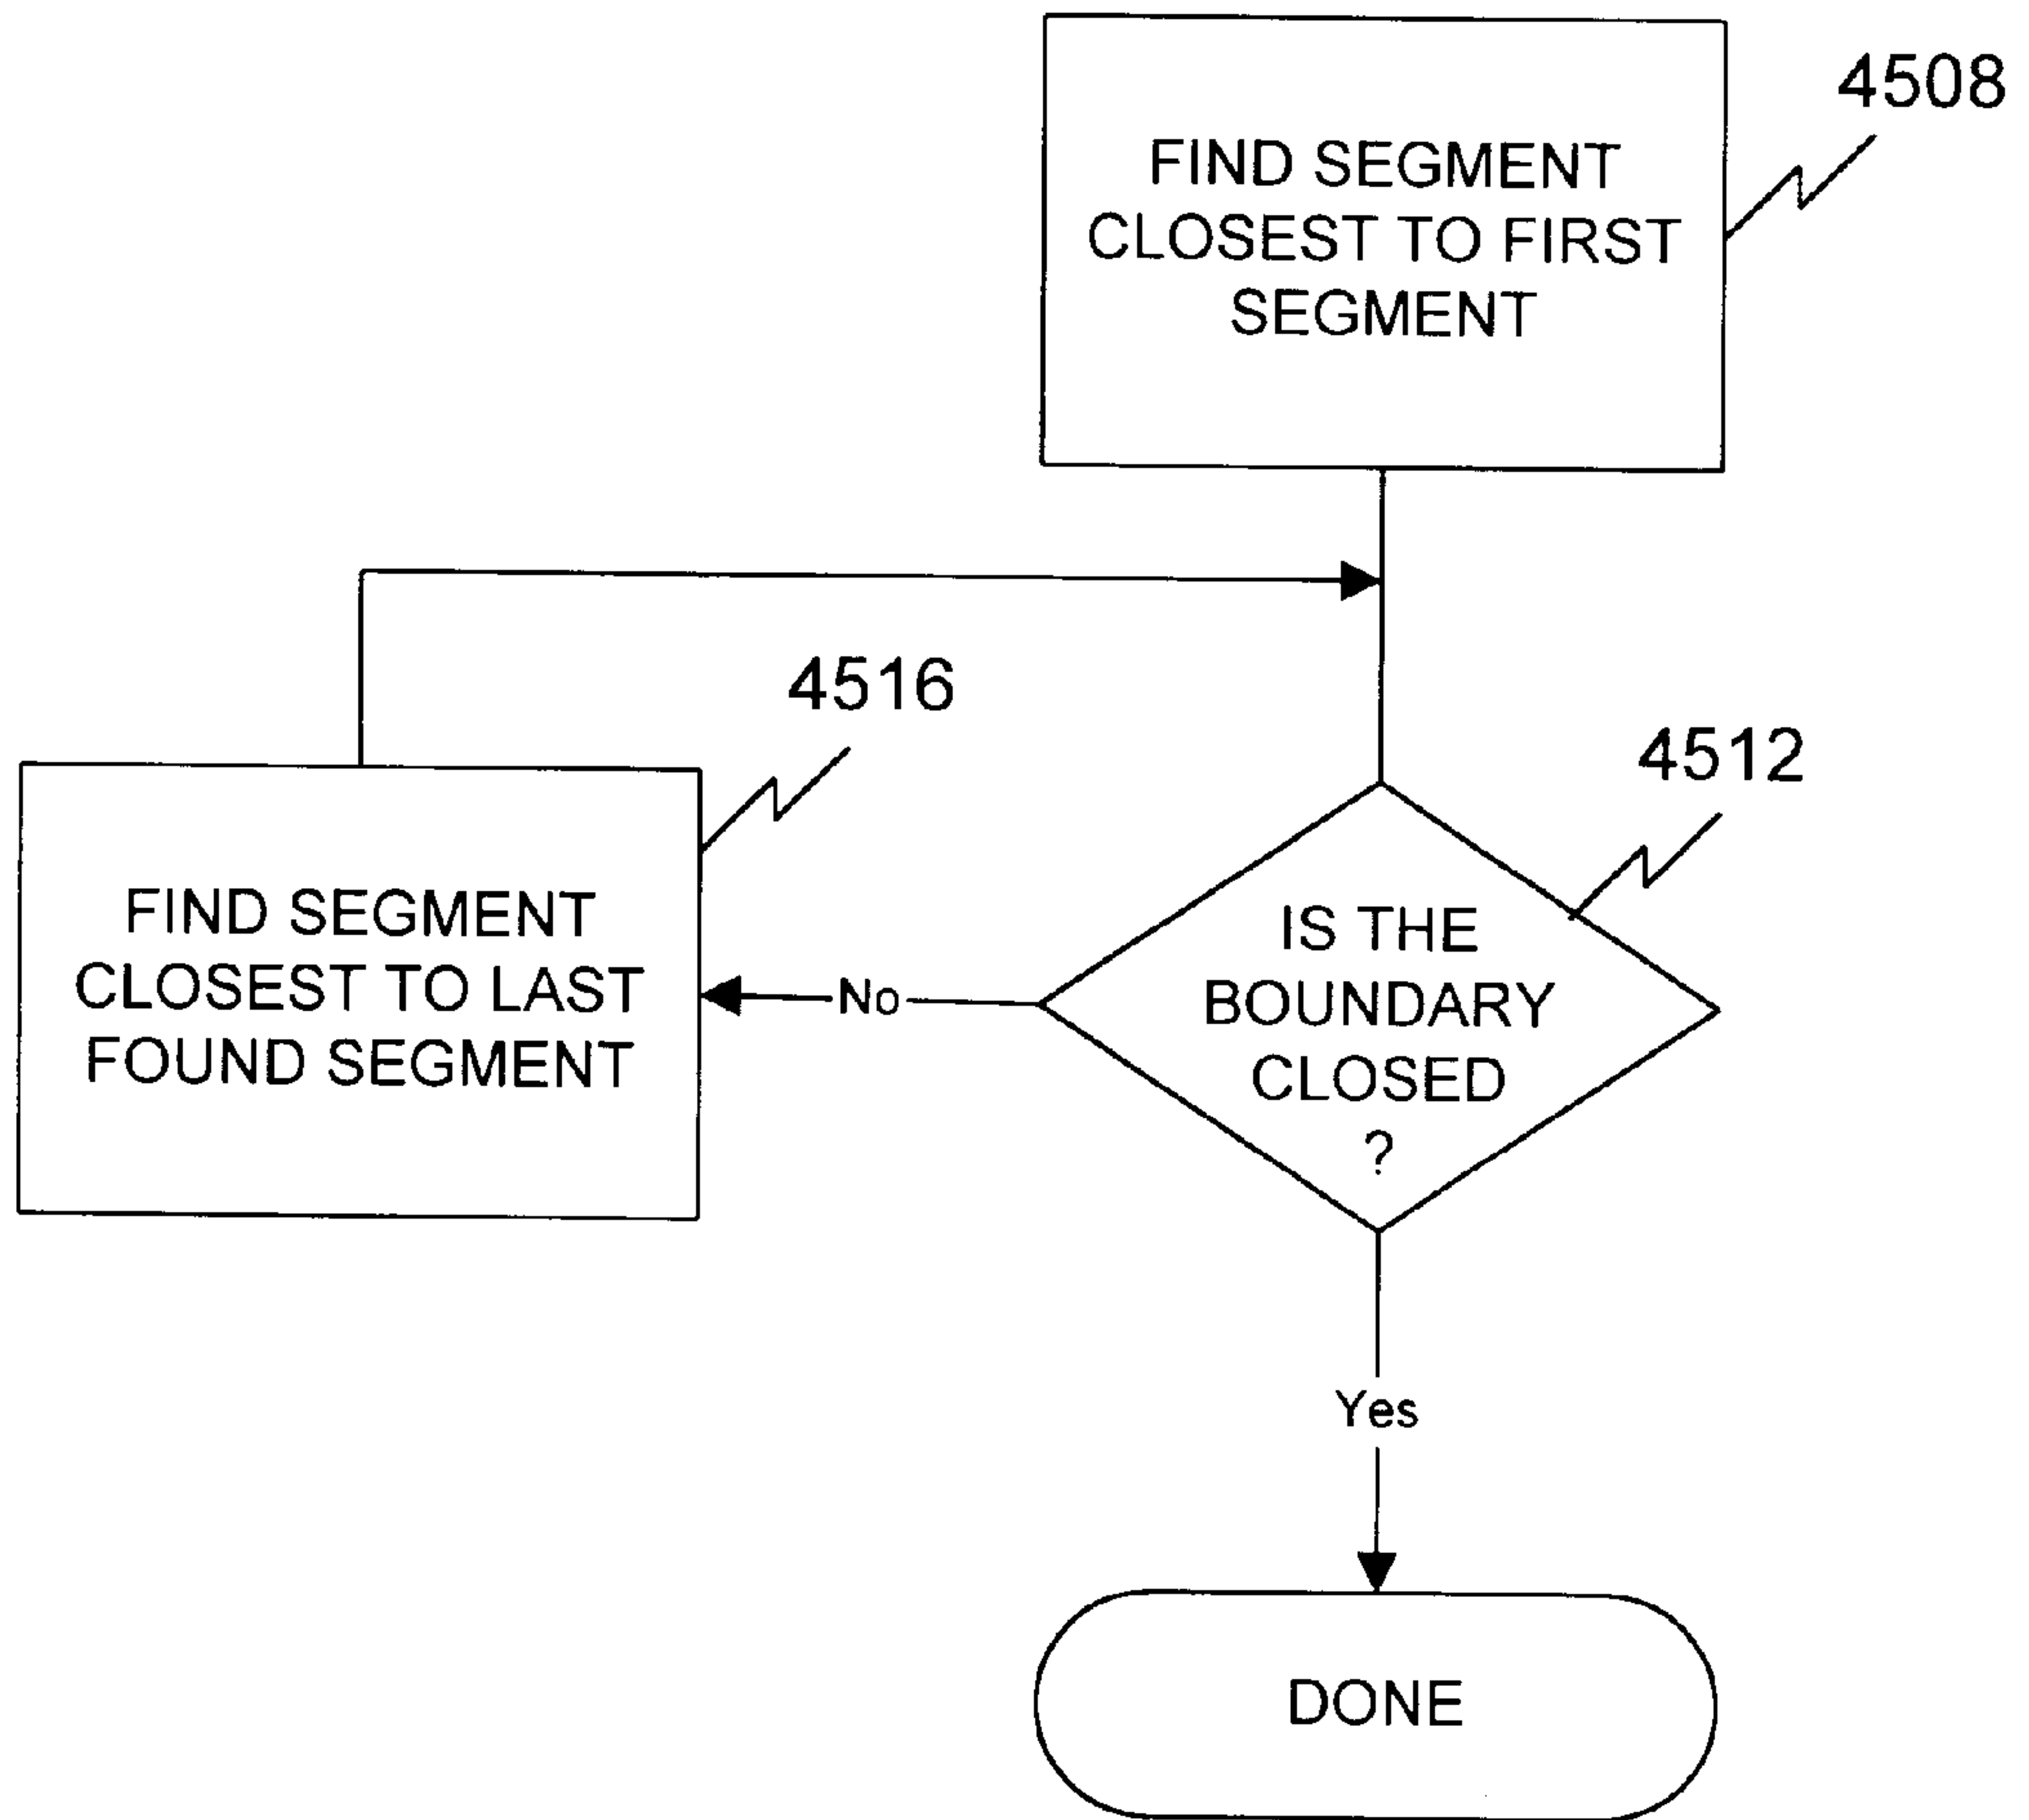 4508
FIND SEGMENT
CLOSEST TO FIRST
SEGMENT
4516
4512
FIND SEGMENT
CLOSEST TO LAST
FOUND SEGMENT
No
IS THE
BOUNDARY
CLOSED
?
Yes
DONE